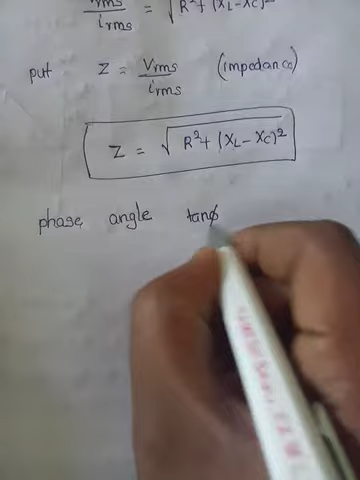 Vrms / irms = √R²+ (XL-XC)²
put Z = Vrms / irms (impedance)
Z = √R²+ (XL-XC)²
phase angle tanϕ